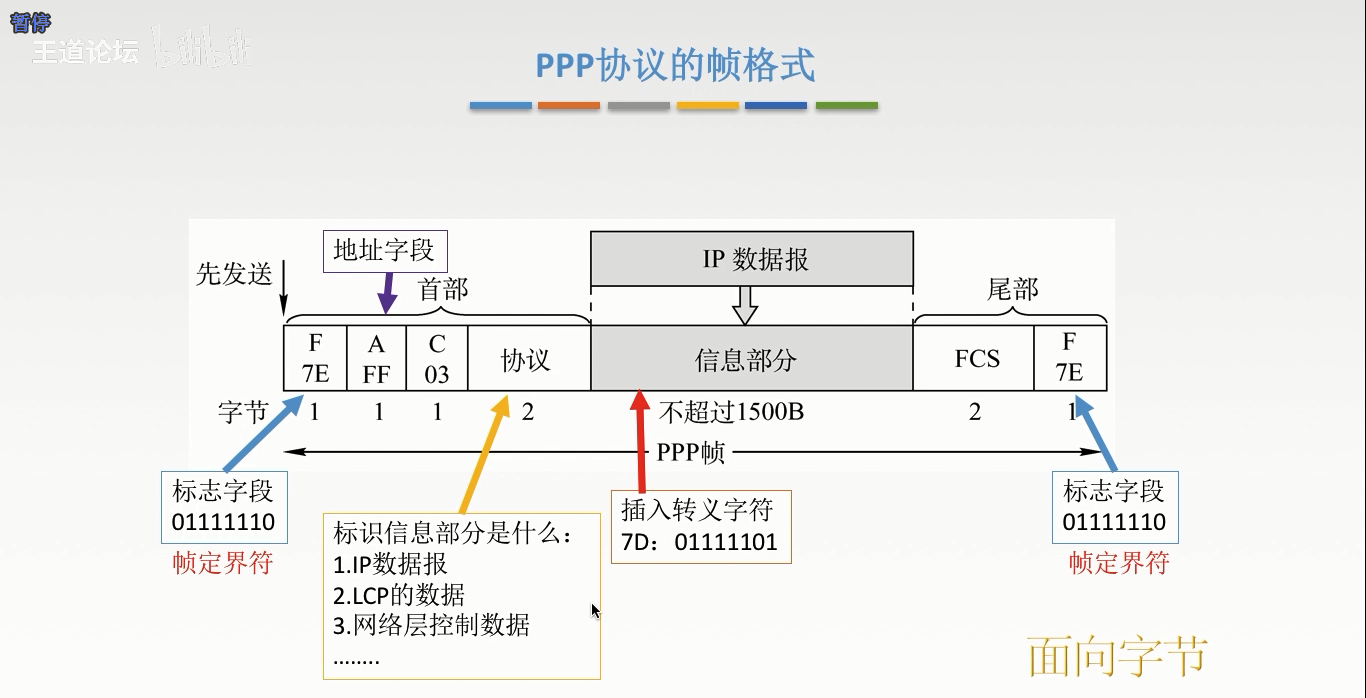 暂停
王道论坛 bilibili
PPP协议的帧格式
地址字段
IP 数据报
先发送
首部
尾部
F
7E
A
FF
C
03
协议
信息部分
FCS
F
7E
字节
1
1
1
2
不超过1500B
2
1
PPP帧
标志字段
01111110
帧定界符
标识信息部分是什么：
1.IP数据报
2.LCP的数据
3.网络层控制数据
........
插入转义字符
7D：01111101
标志字段
01111110
帧定界符
面向字节